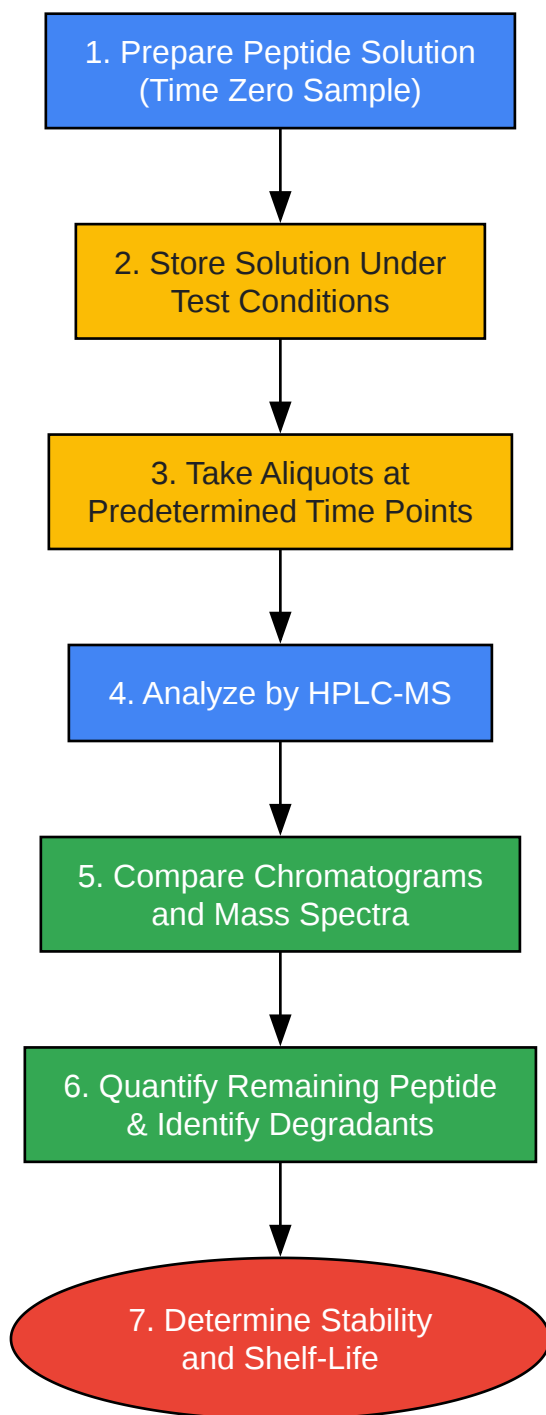 1. Prepare Peptide Solution
(Time Zero Sample)
2. Store Solution Under
Test Conditions
3. Take Aliquots at
Predetermined Time Points
4. Analyze by HPLC-MS
5. Compare Chromatograms
and Mass Spectra
6. Quantify Remaining Peptide
& Identify Degradants
7. Determine Stability
and Shelf-Life